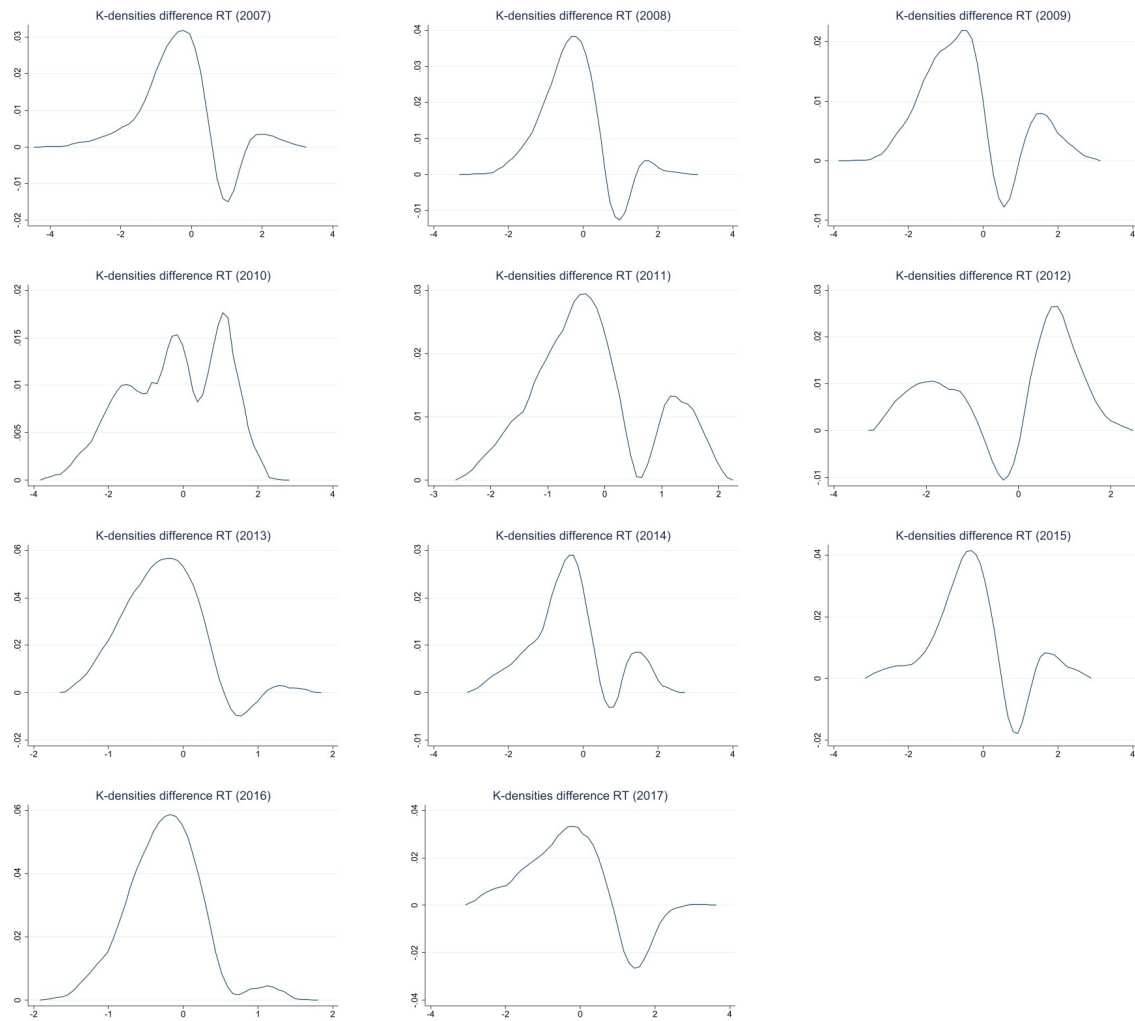 K-densities difference RT (2007)
.03
.02
.01
0
-.01
-.02
-4 -2 0 2 4
K-densities difference RT (2008)
.04
.03
.02
.01
0
-.01
-4 -2 0 2 4
K-densities difference RT (2009)
.02
.01
0
-.01
-4 -2 0 2 4
K-densities difference RT (2010)
.02
.015
.01
.005
0
-4 -2 0 2 4
K-densities difference RT (2011)
.03
.02
.01
0
-3 -2 -1 0 1 2
K-densities difference RT (2012)
.03
.02
.01
0
-.01
-4 -2 0 2
K-densities difference RT (2013)
.06
.04
.02
0
-.02
-2 -1 0 1 2
K-densities difference RT (2014)
.03
.02
.01
0
-.01
-4 -2 0 2 4
K-densities difference RT (2015)
.04
.02
0
-.02
-4 -2 0 2 4
K-densities difference RT (2016)
.06
.04
.02
0
-2 -1 0 1 2
K-densities difference RT (2017)
.04
.02
0
-.02
-.04
-4 -2 0 2 4